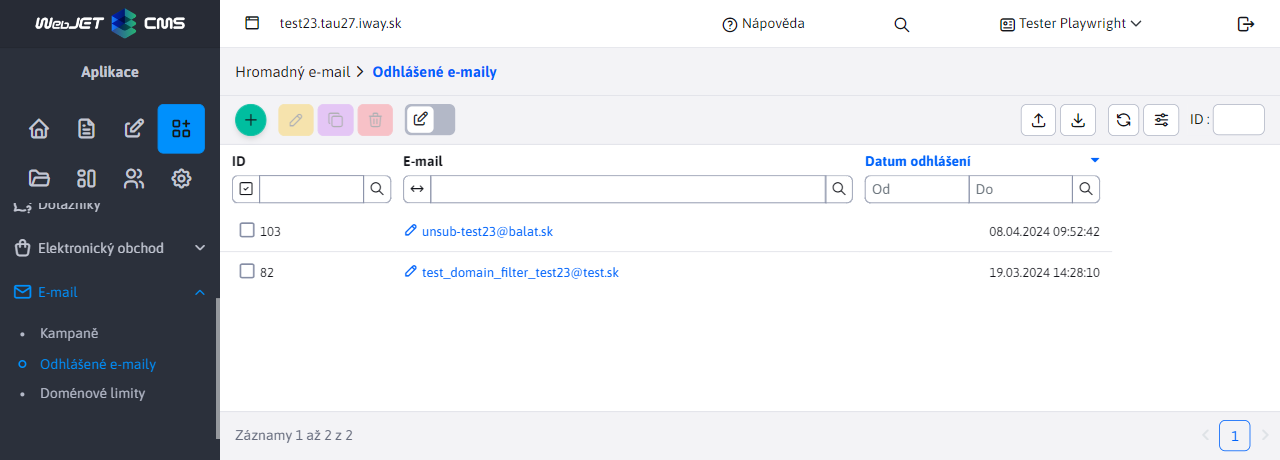 WebJET CMS
test23.tau27.iway.sk
Nápověda
Tester Playwright
Aplikace
Hromadný e-mail > Odhlášené e-maily
ID :
ID
E-mail
Datum odhlášení
Od
Do
103
unsub-test23@balat.sk
08.04.2024 09:52:42
82
test_domain_filter_test23@test.sk
19.03.2024 14:28:10
Dotazníky
Elektronický obchod
E-mail
Kampaně
Odhlášené e-maily
Doménové limity
Záznamy 1 až 2 z 2
1